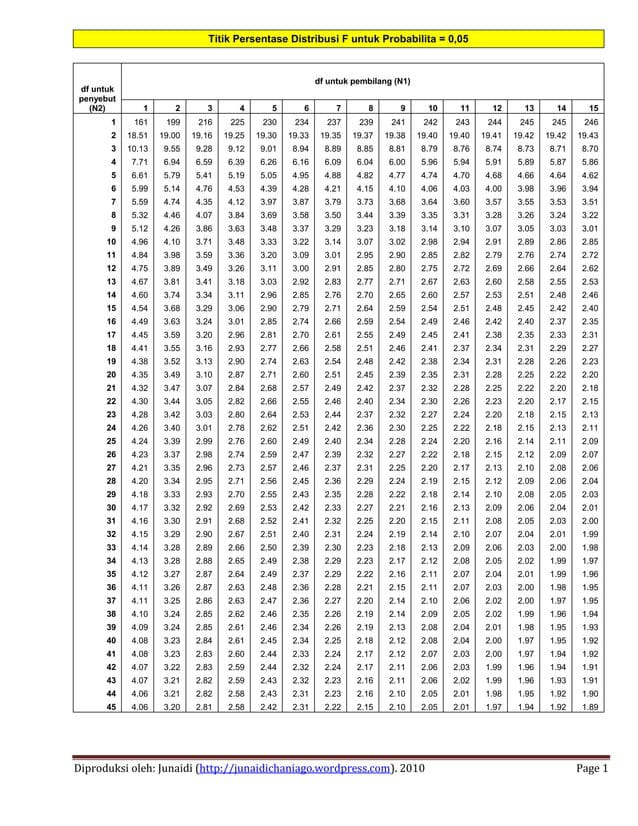 Titik Persentase Distribusi F untuk Probabilita = 0,05
df untuk penyebut (N2)
df untuk pembilang (N1)
1 2 3 4 5 6 7 8 9 10 11 12 13 14 15
1 161 199 216 225 230 234 237 239 241 242 243 244 245 245 246
2 18.51 19.00 19.16 19.25 19.30 19.33 19.35 19.37 19.38 19.40 19.40 19.41 19.42 19.42 19.43
3 10.13 9.55 9.28 9.12 9.01 8.94 8.89 8.85 8.81 8.79 8.76 8.74 8.73 8.71 8.70
4 7.71 6.94 6.59 6.39 6.26 6.16 6.09 6.04 6.00 5.96 5.94 5.91 5.89 5.87 5.86
5 6.61 5.79 5.41 5.19 5.05 4.95 4.88 4.82 4.77 4.74 4.70 4.68 4.66 4.64 4.62
6 5.99 5.14 4.76 4.53 4.39 4.28 4.21 4.15 4.10 4.06 4.03 4.00 3.98 3.96 3.94
7 5.59 4.74 4.35 4.12 3.97 3.87 3.79 3.73 3.68 3.64 3.60 3.57 3.55 3.53 3.51
8 5.32 4.46 4.07 3.84 3.69 3.58 3.50 3.44 3.39 3.35 3.31 3.28 3.26 3.24 3.22
9 5.12 4.26 3.86 3.63 3.48 3.37 3.29 3.23 3.18 3.14 3.10 3.07 3.05 3.03 3.01
10 4.96 4.10 3.71 3.48 3.33 3.22 3.14 3.07 3.02 2.98 2.94 2.91 2.89 2.86 2.85
11 4.84 3.98 3.59 3.36 3.20 3.09 3.01 2.95 2.90 2.85 2.82 2.79 2.76 2.74 2.72
12 4.75 3.89 3.49 3.26 3.11 3.00 2.91 2.85 2.80 2.75 2.72 2.69 2.66 2.64 2.62
13 4.67 3.81 3.41 3.18 3.03 2.92 2.83 2.77 2.71 2.67 2.63 2.60 2.58 2.55 2.53
14 4.60 3.74 3.34 3.11 2.96 2.85 2.76 2.70 2.65 2.60 2.57 2.53 2.51 2.48 2.46
15 4.54 3.68 3.29 3.06 2.90 2.79 2.71 2.64 2.59 2.54 2.51 2.48 2.45 2.42 2.40
16 4.49 3.63 3.24 3.01 2.85 2.74 2.66 2.59 2.54 2.49 2.46 2.42 2.40 2.37 2.35
17 4.45 3.59 3.20 2.96 2.81 2.70 2.61 2.55 2.49 2.45 2.41 2.38 2.35 2.33 2.31
18 4.41 3.55 3.16 2.93 2.77 2.66 2.58 2.51 2.46 2.41 2.37 2.34 2.31 2.29 2.27
19 4.38 3.52 3.13 2.90 2.74 2.63 2.54 2.48 2.42 2.38 2.34 2.31 2.28 2.26 2.23
20 4.35 3.49 3.10 2.87 2.71 2.60 2.51 2.45 2.39 2.35 2.31 2.28 2.25 2.22 2.20
21 4.32 3.47 3.07 2.84 2.68 2.57 2.49 2.42 2.37 2.32 2.28 2.25 2.22 2.20 2.18
22 4.30 3.44 3.05 2.82 2.66 2.55 2.46 2.40 2.34 2.30 2.26 2.23 2.20 2.17 2.15
23 4.28 3.42 3.03 2.80 2.64 2.53 2.44 2.37 2.32 2.27 2.24 2.20 2.18 2.15 2.13
24 4.26 3.40 3.01 2.78 2.62 2.51 2.42 2.36 2.30 2.25 2.22 2.18 2.15 2.13 2.11
25 4.24 3.39 2.99 2.76 2.60 2.49 2.40 2.34 2.28 2.24 2.20 2.16 2.14 2.11 2.09
26 4.23 3.37 2.98 2.74 2.59 2.47 2.39 2.32 2.27 2.22 2.18 2.15 2.12 2.09 2.07
27 4.21 3.35 2.96 2.73 2.57 2.46 2.37 2.31 2.25 2.20 2.17 2.13 2.10 2.08 2.06
28 4.20 3.34 2.95 2.71 2.56 2.45 2.36 2.29 2.24 2.19 2.15 2.12 2.09 2.06 2.04
29 4.18 3.33 2.93 2.70 2.55 2.43 2.35 2.28 2.22 2.18 2.14 2.10 2.08 2.05 2.03
30 4.17 3.32 2.92 2.69 2.53 2.42 2.33 2.27 2.21 2.16 2.13 2.09 2.06 2.04 2.01
31 4.16 3.30 2.91 2.68 2.52 2.41 2.32 2.25 2.20 2.15 2.11 2.08 2.05 2.03 2.00
32 4.15 3.29 2.90 2.67 2.51 2.40 2.31 2.24 2.19 2.14 2.10 2.07 2.04 2.01 1.99
33 4.14 3.28 2.89 2.66 2.50 2.39 2.30 2.23 2.18 2.13 2.09 2.06 2.03 2.00 1.98
34 4.13 3.28 2.88 2.65 2.49 2.38 2.29 2.23 2.17 2.12 2.08 2.05 2.02 1.99 1.97
35 4.12 3.27 2.87 2.64 2.49 2.37 2.29 2.22 2.16 2.11 2.07 2.04 2.01 1.99 1.96
36 4.11 3.26 2.87 2.63 2.48 2.36 2.28 2.21 2.15 2.11 2.07 2.03 2.00 1.98 1.95
37 4.11 3.25 2.86 2.63 2.47 2.36 2.27 2.20 2.14 2.10 2.06 2.02 2.00 1.97 1.95
38 4.10 3.24 2.85 2.62 2.46 2.35 2.26 2.19 2.14 2.09 2.05 2.02 1.99 1.96 1.94
39 4.09 3.24 2.85 2.61 2.46 2.34 2.26 2.19 2.13 2.08 2.04 2.01 1.98 1.95 1.93
40 4.08 3.23 2.84 2.61 2.45 2.34 2.25 2.18 2.12 2.08 2.04 2.00 1.97 1.95 1.92
41 4.08 3.23 2.83 2.60 2.44 2.33 2.24 2.17 2.12 2.07 2.03 2.00 1.97 1.94 1.92
42 4.07 3.22 2.83 2.59 2.44 2.32 2.24 2.17 2.11 2.06 2.03 1.99 1.96 1.94 1.91
43 4.07 3.21 2.82 2.59 2.43 2.32 2.23 2.16 2.11 2.06 2.02 1.99 1.96 1.93 1.91
44 4.06 3.21 2.82 2.58 2.43 2.31 2.23 2.16 2.10 2.05 2.01 1.98 1.95 1.92 1.90
45 4.06 3.20 2.81 2.58 2.42 2.31 2.22 2.15 2.10 2.05 2.01 1.97 1.94 1.92 1.89
Diproduksi oleh: Junaidi (http://junaidichaniago.wordpress.com). 2010 Page 1